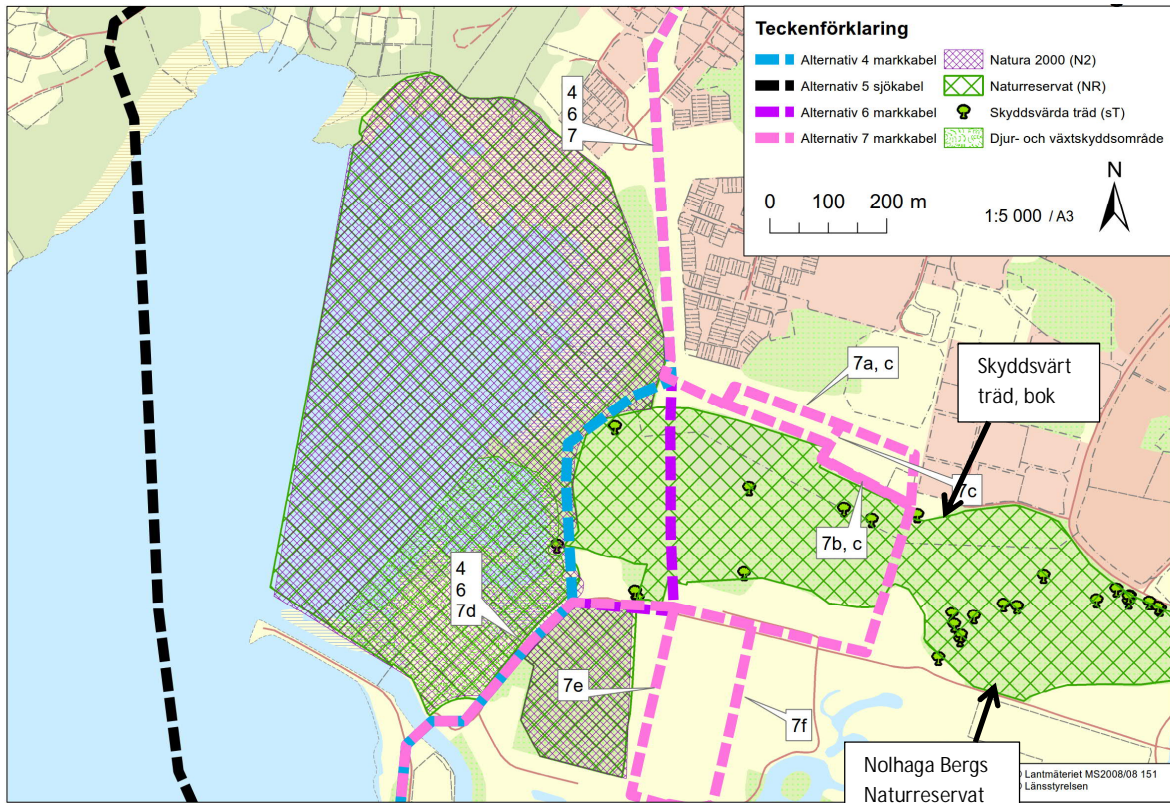 Teckenförklaring
Alternativ 4 markkabel
Alternativ 5 sjökabel
Alternativ 6 markkabel
Alternativ 7 markkabel
Natura 2000 (N2)
Naturreservat (NR)
Skyddsvärda träd (sT)
Djur- och växtskyddsområde
N
0 100 200 m
1:5 000 / A3
4
6
7
7a, c
Skyddsvärt
träd, bok
7c
7b, c
4
6
7d
7e
7f
Nolhaga Bergs
Naturreservat
Lantmäteriet MS2008/08 151
Länsstyrelsen